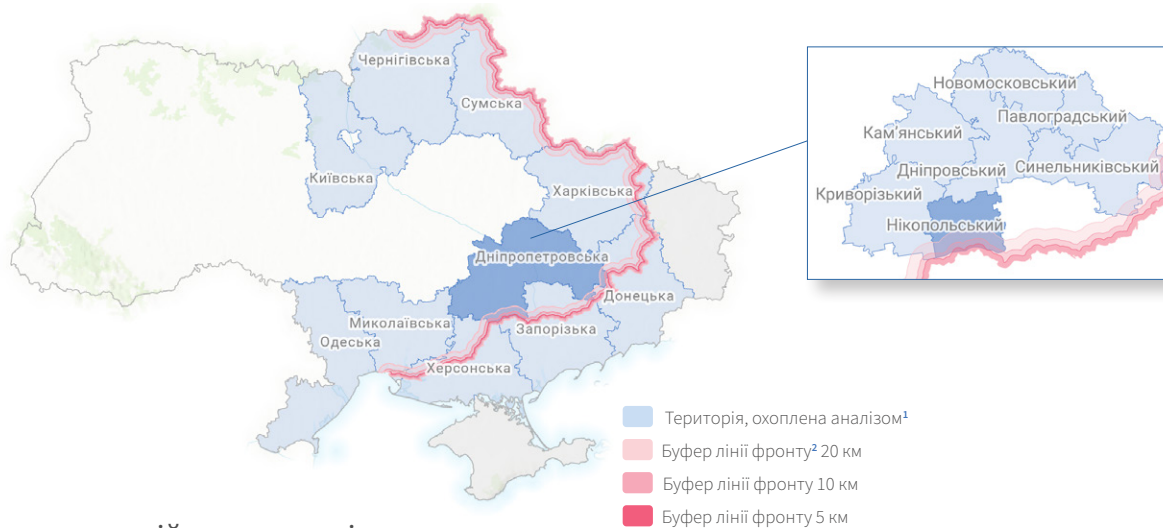 Чернігівська
Сумська
Київська
Харківська
Дніпропетровська
Донецька
Миколаївська
Запорізька
Одеська
Херсонська
Новомосковський
Павлоградський
Кам'янський
Дніпровський
Синельниківський
Криворізький
Нікопольський
Територія, охоплена аналізом¹
Буфер лінії фронту² 20 км
Буфер лінії фронту 10 км
Буфер лінії фронту 5 км